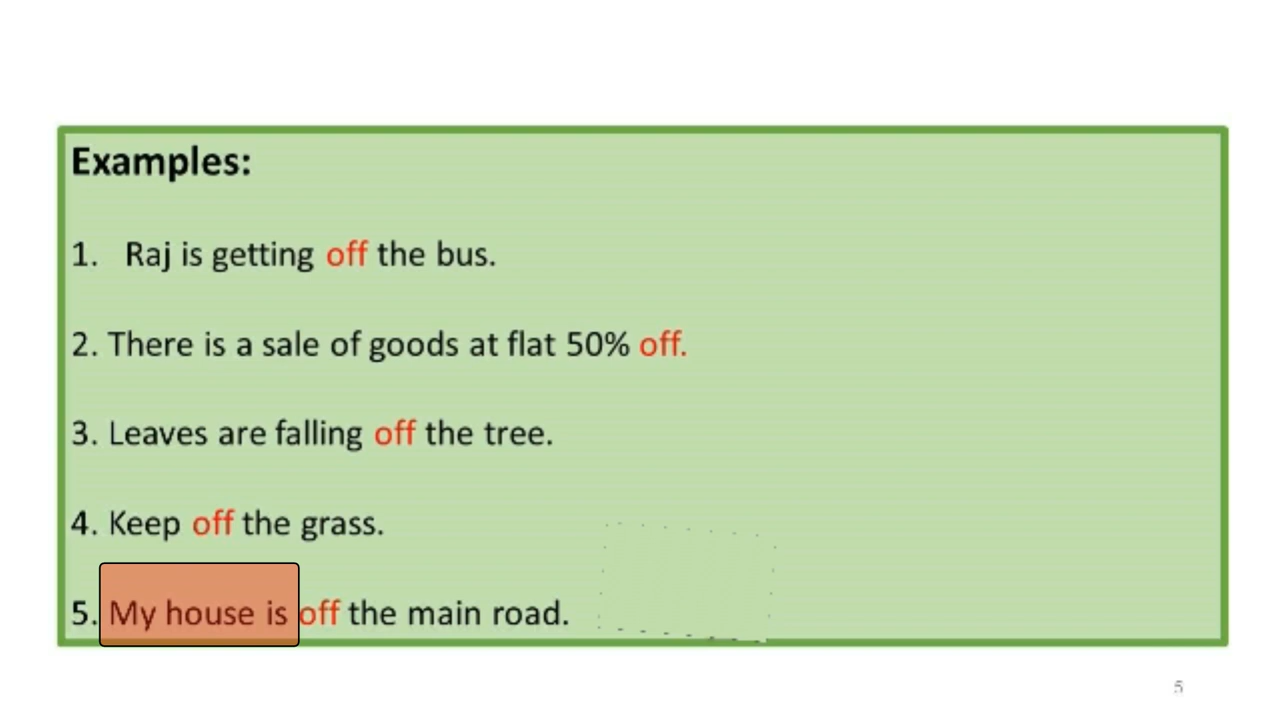 Examples:
1. Raj is getting off the bus.
2. There is a sale of goods at flat 50% off.
3. Leaves are falling off the tree.
4. Keep off the grass.
5. My house is off the main road.
5